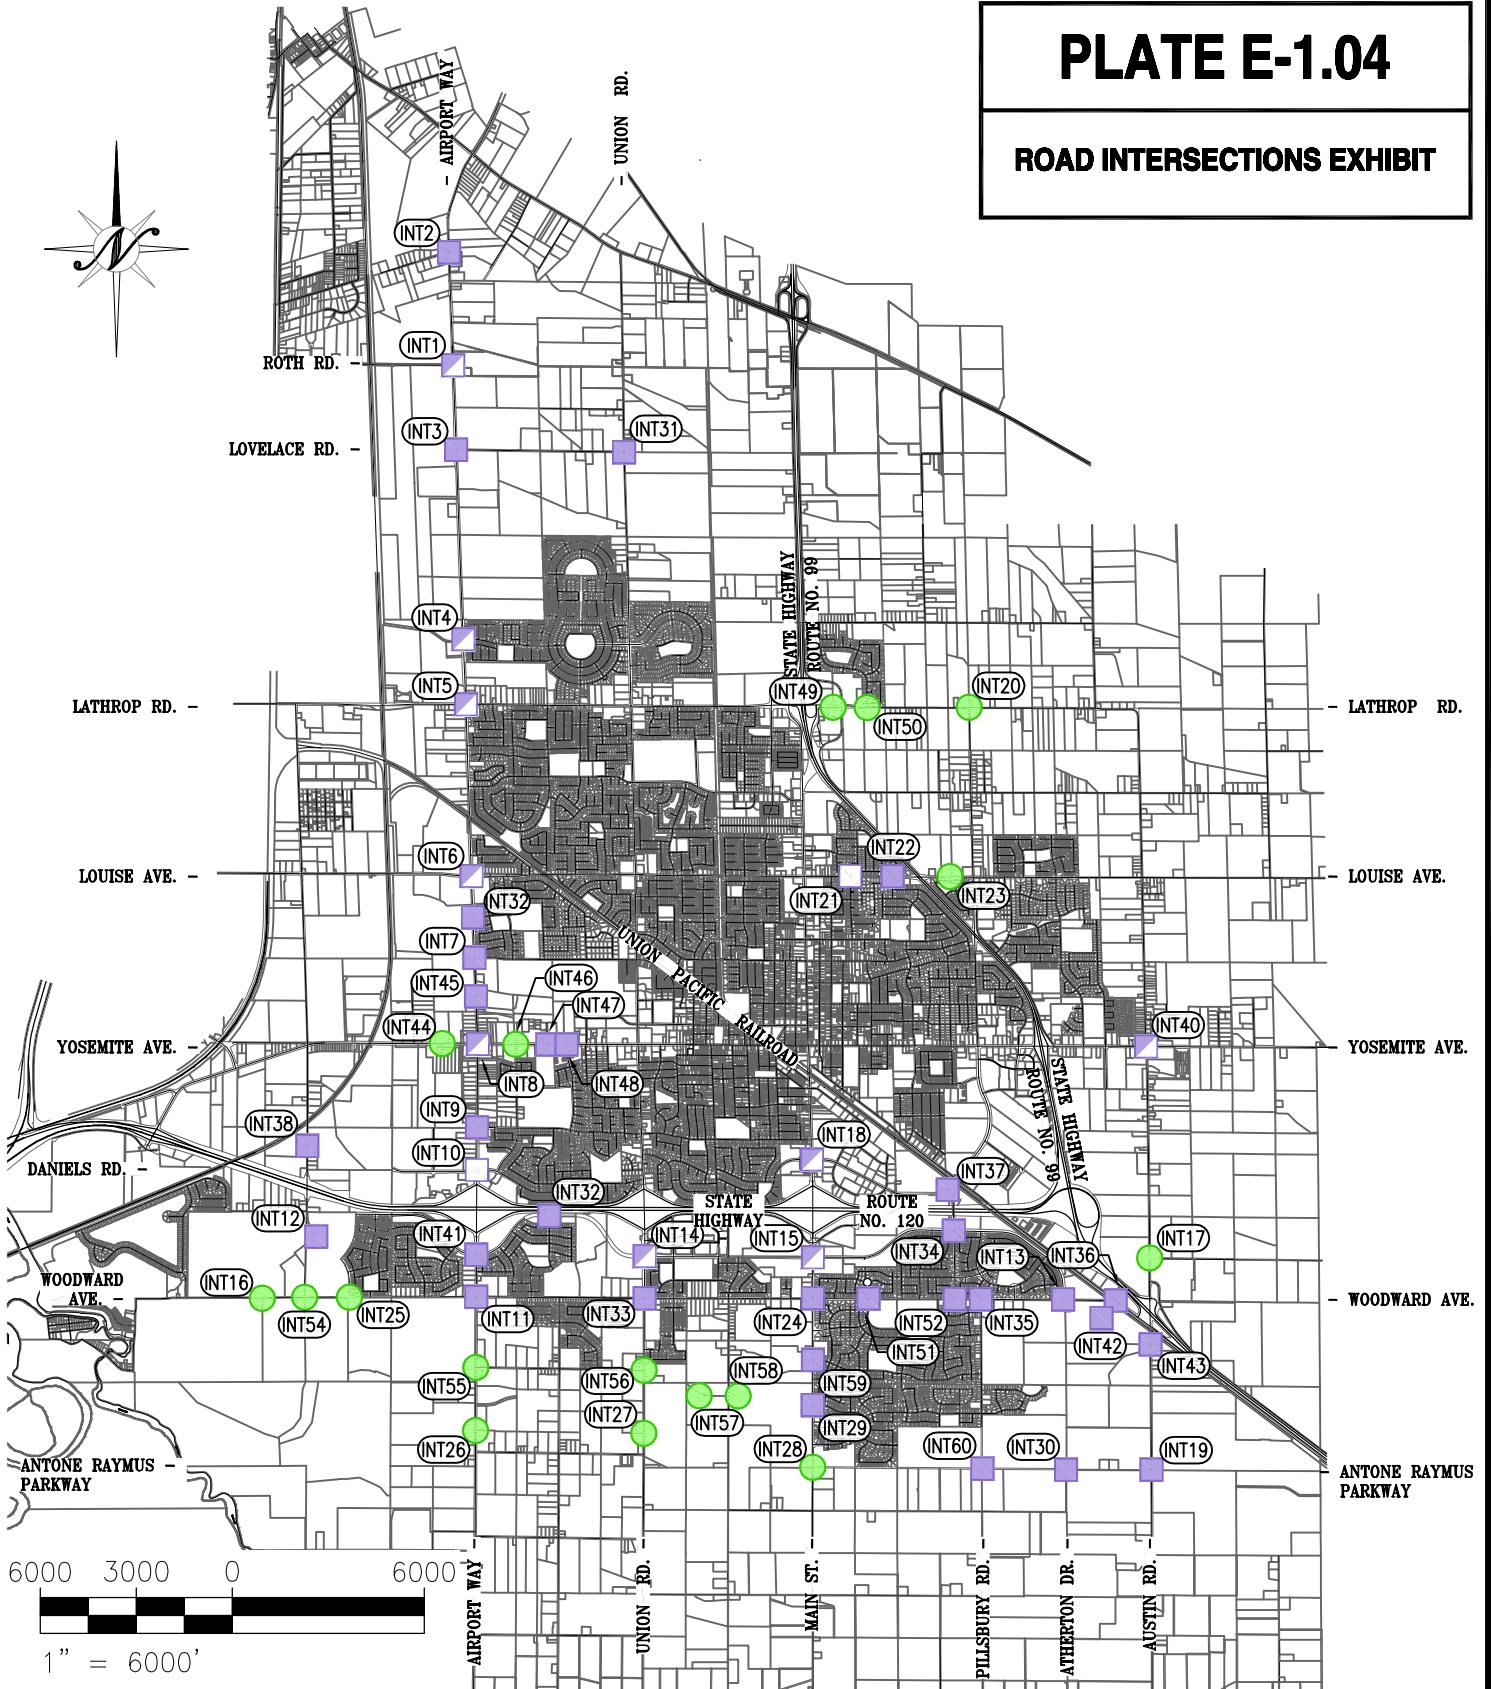 PLATE E-1.04
ROAD INTERSECTIONS EXHIBIT
- AIRPORT WAY
- UNION RD.
N
INT2
INT1
ROTH RD. -
INT3
INT31
LOVELACE RD. -
STATE HIGHWAY
ROUTE NO. 99
INT4
INT5
INT49
INT20
LATHROP RD. -
- LATHROP RD.
INT50
INT6
INT22
LOUISE AVE. -
- LOUISE AVE.
INT32
INT21
INT23
INT7
UNION PACIFIC RAILROAD
INT45
INT46
INT47
INT44
INT40
YOSEMITE AVE. -
- YOSEMITE AVE.
INT8
INT48
STATE HIGHWAY
ROUTE NO. 99
INT9
INT38
INT10
INT18
DANIELS RD. -
INT37
INT32
STATE
HIGHWAY
ROUTE
NO. 120
INT12
INT41
INT14
INT15
INT34
INT13
INT36
INT17
WOODWARD
AVE. -
INT16
INT54
INT25
INT11
INT33
INT24
INT52
INT35
- WOODWARD AVE.
INT51
INT42
INT43
INT55
INT56
INT58
INT59
INT57
INT27
INT29
INT26
INT28
INT60
INT30
INT19
ANTONE RAYMUS -
PARKWAY
- ANTONE RAYMUS
PARKWAY
6000 3000 0 6000
1" = 6000'
AIRPORT WAY -
UNION RD. -
MAIN ST. -
PILLSBURY RD. -
ATHERTON DR. -
AUSTIN RD. -